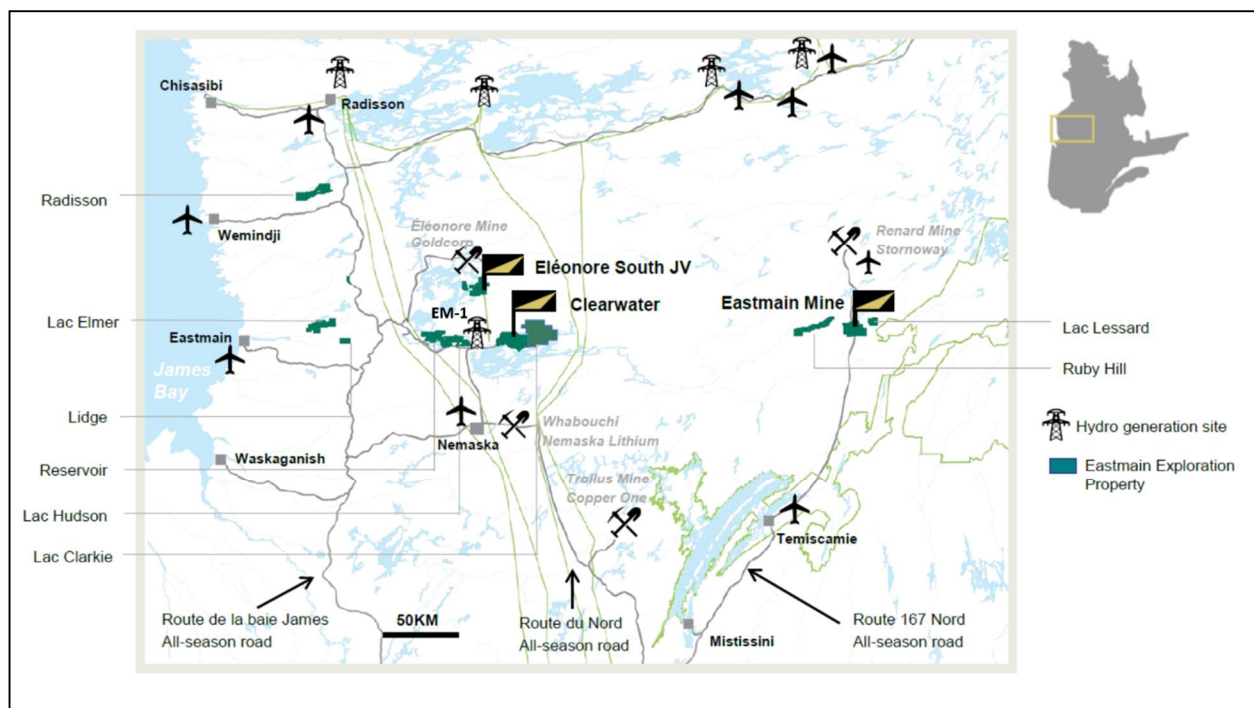 Chisasibi
Radisson
Radisson
Wemindji
Éléonore Mine
Goldcorp
Renard Mine
Stornoway
Eléonore South JV
Clearwater
Eastmain Mine
EM-1
Lac Elmer
Eastmain
Lac Lessard
Ruby Hill
James
Bay
Lidge
Nemaska
Whabouchi
Nemaska Lithium
Hydro generation site
Waskaganish
Reservoir
Troilus Mine
Copper One
Eastmain Exploration
Property
Lac Hudson
Lac Clarkie
Temiscamie
Route de la baie James
All-season road
50KM
Route du Nord
All-season road
Mistissini
Route 167 Nord
All-season road